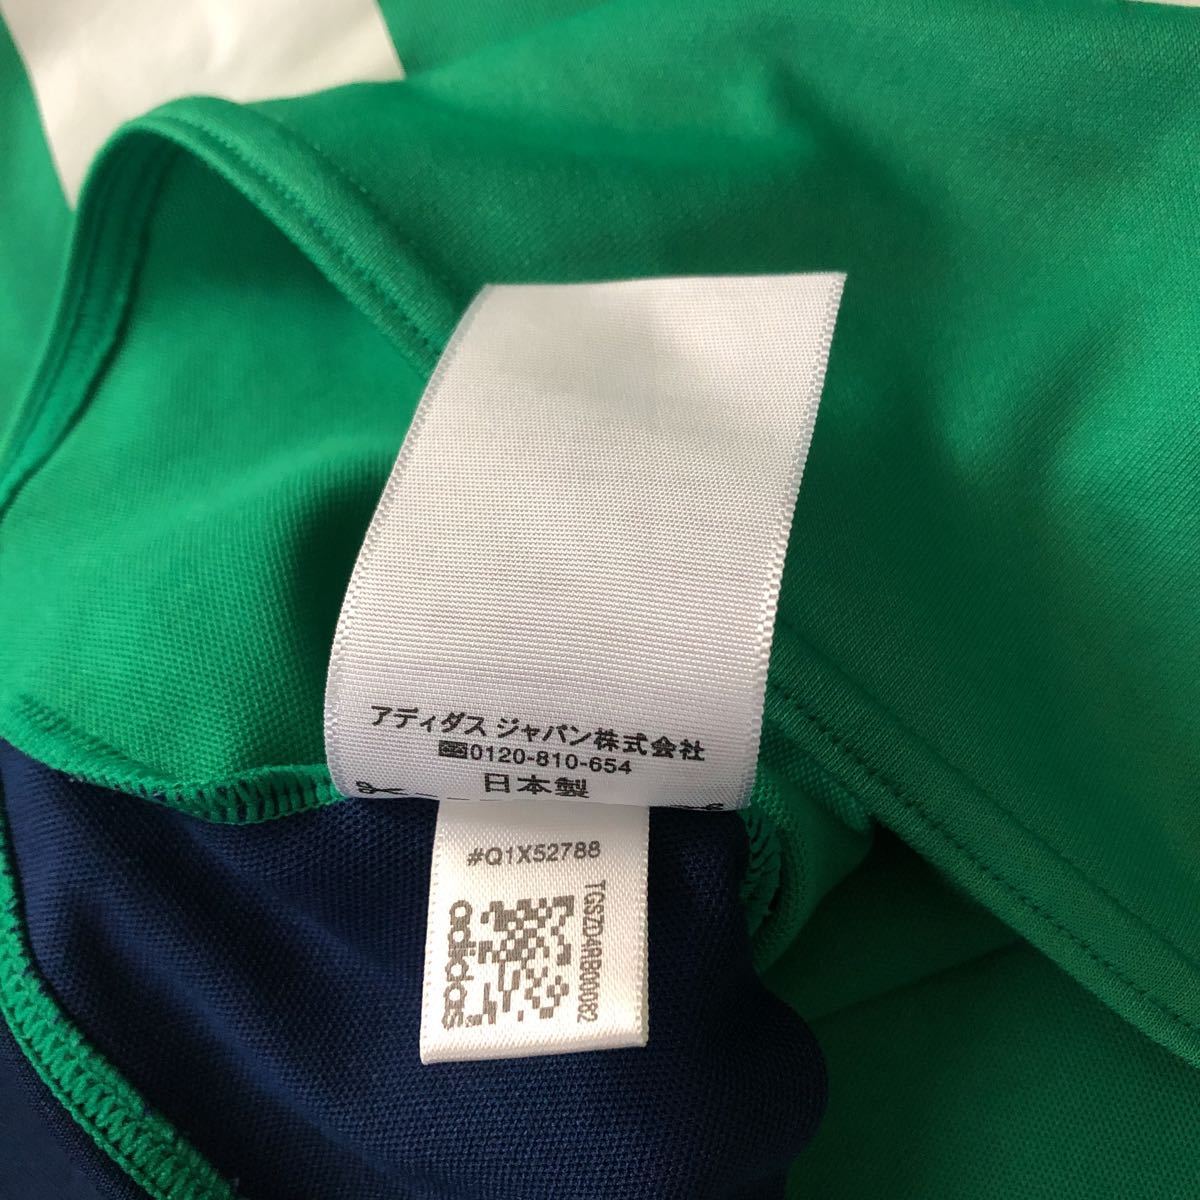 アディダス ジャパン株式会社
0120-810-654
日本製
#Q1X52788
TGSZD4RB00082
adidas